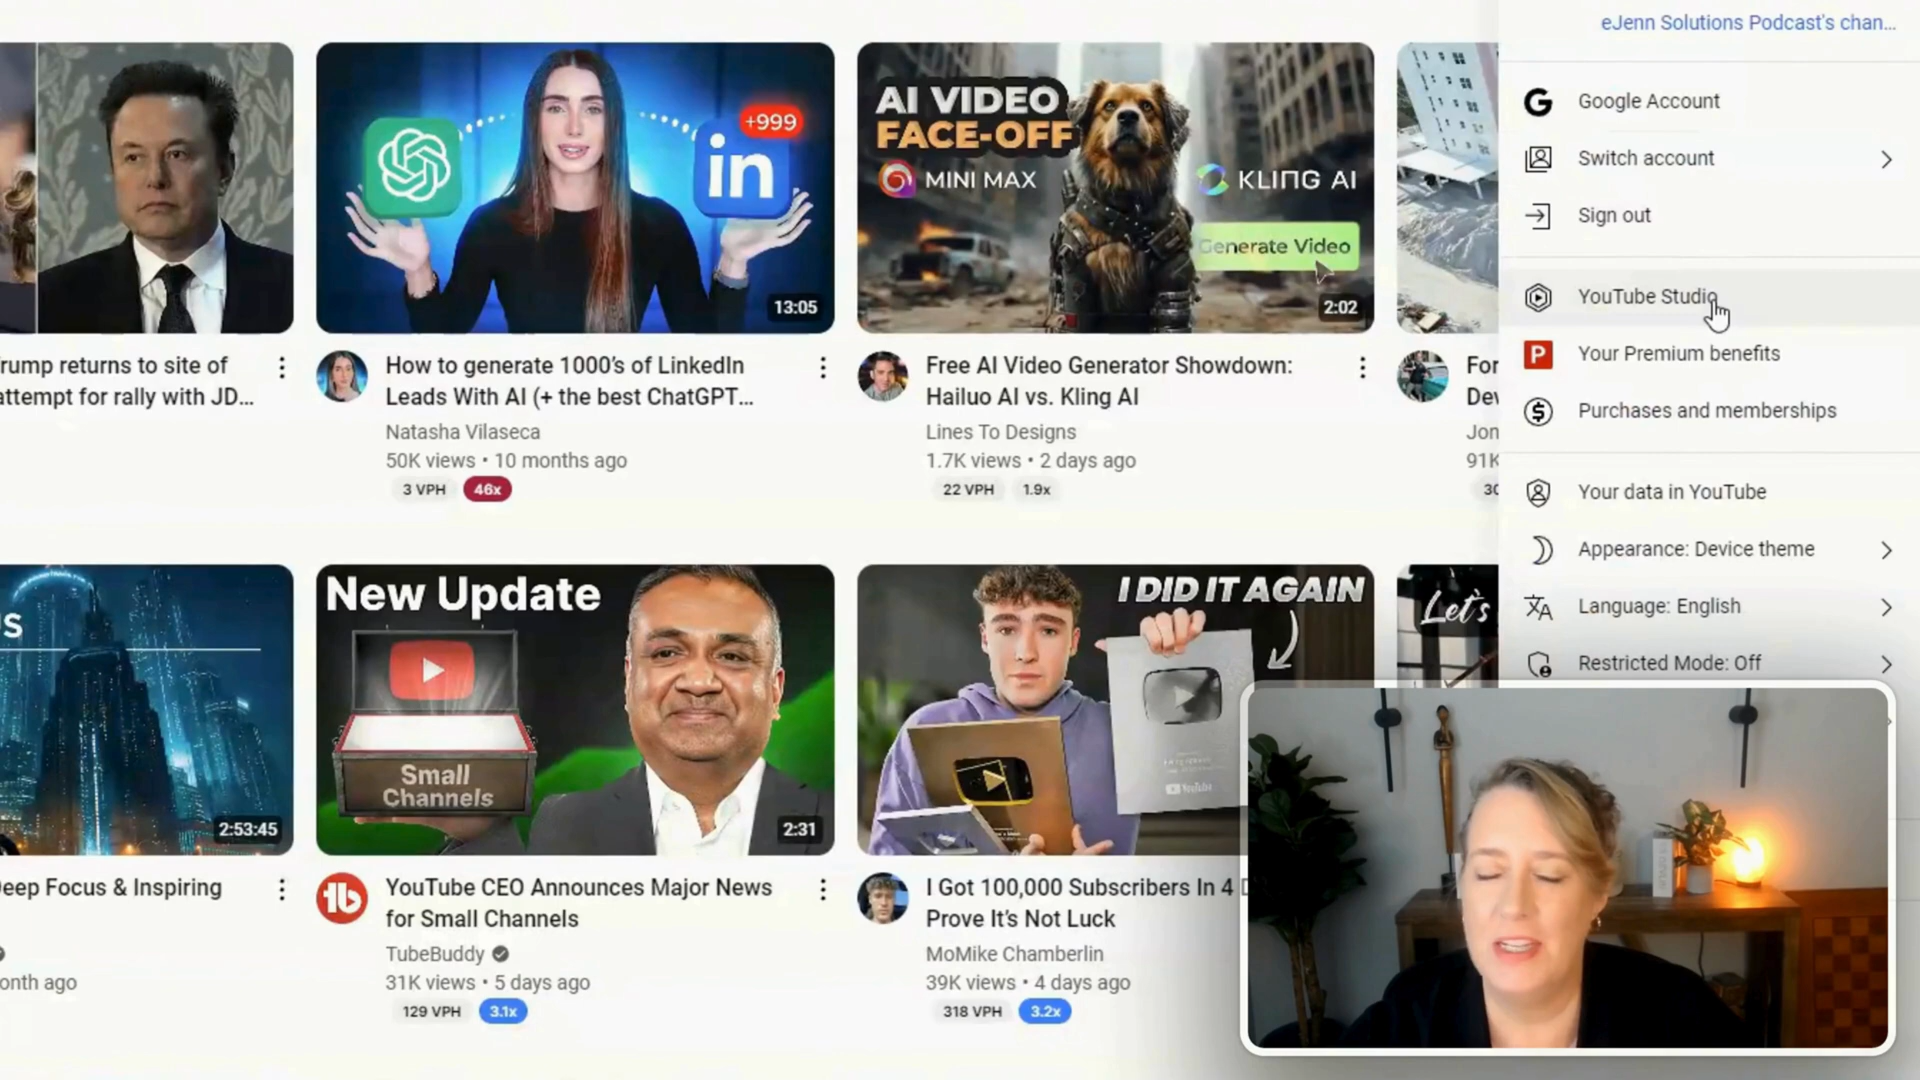 eJenn Solutions Podcast's chan...
Google Account
Switch account
Sign out
YouTube Studio
Your Premium benefits
Purchases and memberships
Your data in YouTube
Appearance: Device theme
Language: English
Restricted Mode: Off
+999
in
13:05
AI VIDEO
FACE-OFF
MINI MAX
KLING AI
Generate Video
2:02
rump returns to site of
attempt for rally with JD...
How to generate 1000's of LinkedIn
Leads With AI (+ the best ChatGPT...
Natasha Vilaseca
50K views • 10 months ago
3 VPH 46x
Free AI Video Generator Showdown:
Hailuo AI vs. Kling AI
Lines To Designs
1.7K views • 2 days ago
22 VPH 1.9x
For
Dev
Jon
91K
30
S
2:53:45
New Update
Small
Channels
2:31
I DID IT AGAIN
YouTube
Let's
eep Focus & Inspiring
onth ago
YouTube CEO Announces Major News
for Small Channels
TubeBuddy
31K views • 5 days ago
129 VPH 3.1x
I Got 100,000 Subscribers In 4
Prove It's Not Luck
MoMike Chamberlin
39K views • 4 days ago
318 VPH 3.2x